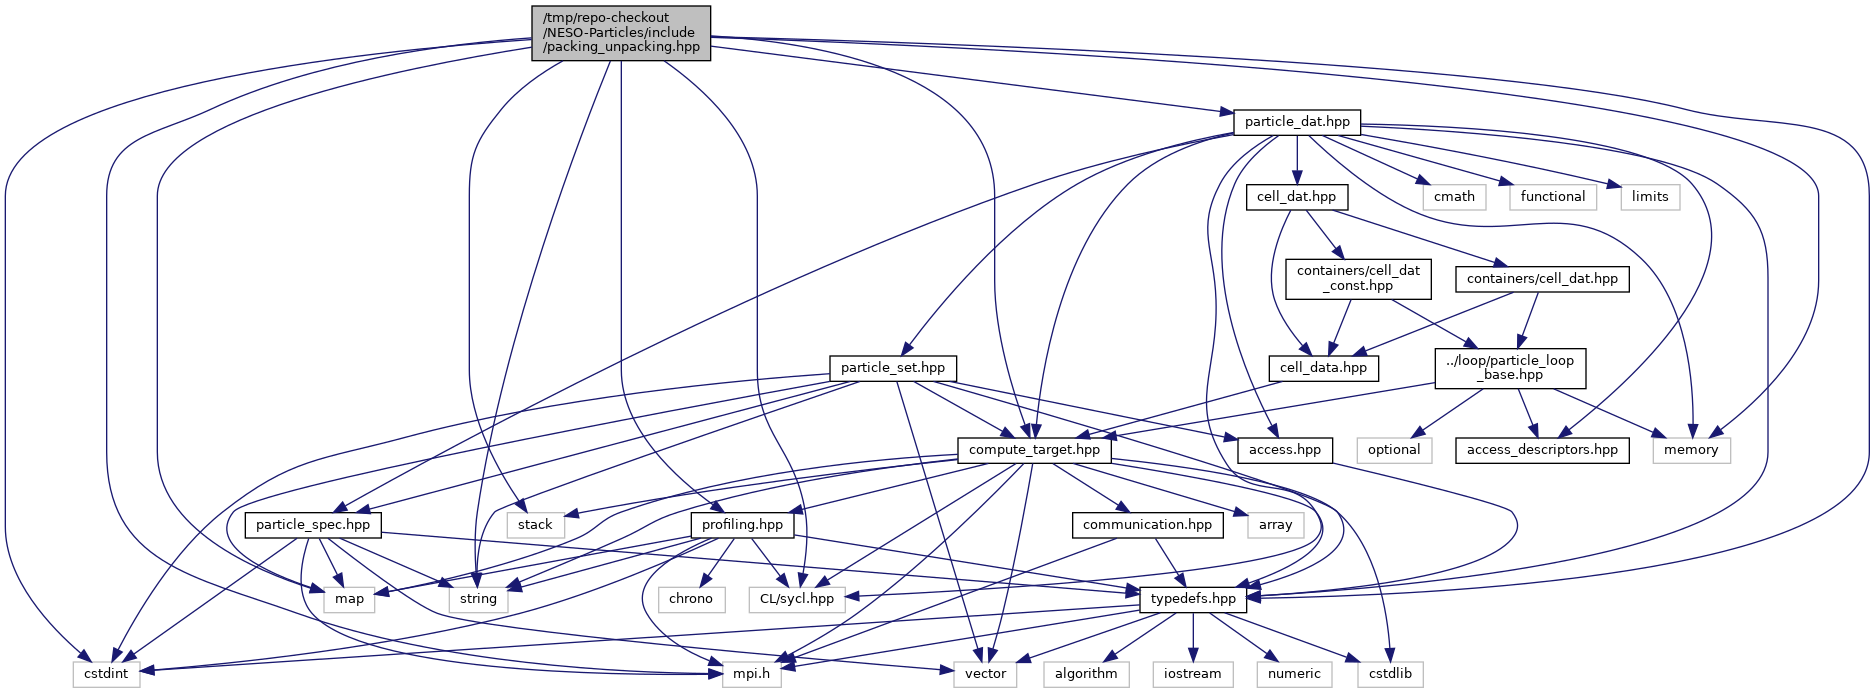 /tmp/repo-checkout
/NESO-Particles/include
/packing_unpacking.hpp
particle_dat.hpp
cell_dat.hpp
cmath
functional
limits
containers/cell_dat
_const.hpp
containers/cell_dat.hpp
particle_set.hpp
cell_data.hpp
../loop/particle_loop
_base.hpp
compute_target.hpp
access.hpp
optional
access_descriptors.hpp
memory
particle_spec.hpp
stack
profiling.hpp
communication.hpp
array
map
string
chrono
CL/sycl.hpp
typedefs.hpp
cstdint
mpi.h
vector
algorithm
iostream
numeric
cstdlib